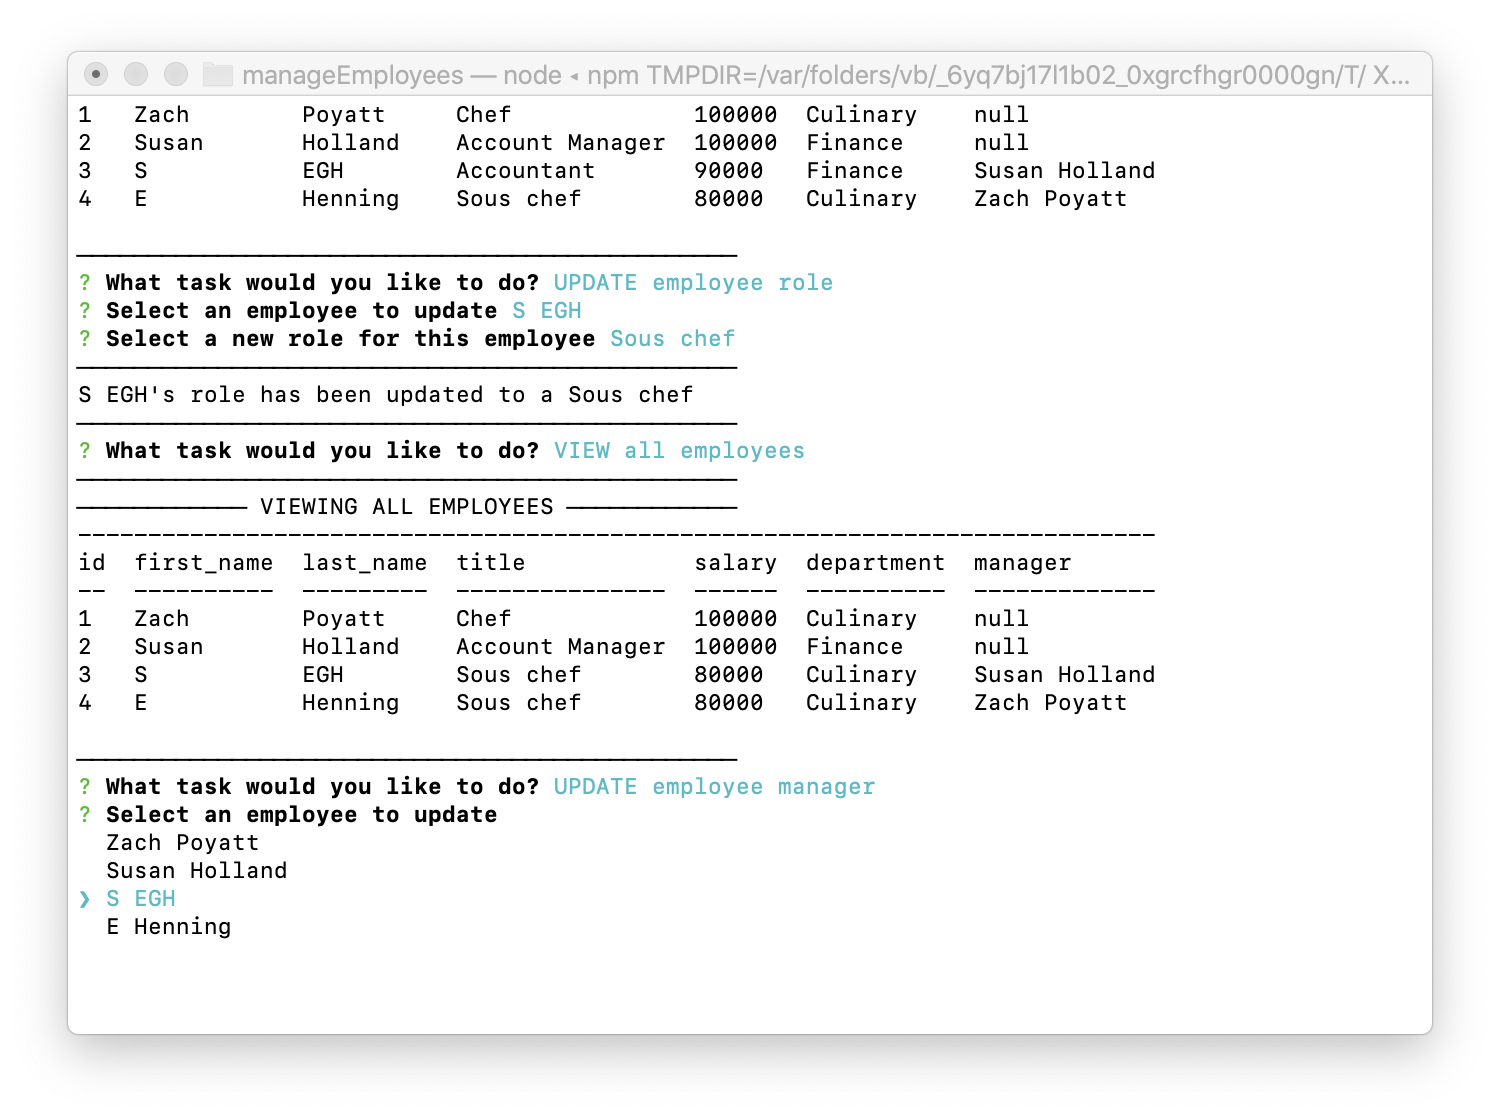 manageEmployees — node ◂ npm TMPDIR=/var/folders/vb/_6yq7bj17l1b02_0xgrcfhgr0000gn/T/ X...
1   Zach        Poyatt     Chef             100000  Culinary    null
2   Susan       Holland    Account Manager  100000  Finance     null
3   S           EGH        Accountant       90000   Finance     Susan Holland
4   E           Henning    Sous chef        80000   Culinary    Zach Poyatt
? What task would you like to do? UPDATE employee role
? Select an employee to update S EGH
? Select a new role for this employee Sous chef
S EGH's role has been updated to a Sous chef
? What task would you like to do? VIEW all employees
VIEWING ALL EMPLOYEES
id  first_name  last_name  title            salary  department  manager
--  ----------  ---------  ---------------  ------  ----------  -------------
1   Zach        Poyatt     Chef             100000  Culinary    null
2   Susan       Holland    Account Manager  100000  Finance     null
3   S           EGH        Sous chef        80000   Culinary    Susan Holland
4   E           Henning    Sous chef        80000   Culinary    Zach Poyatt
? What task would you like to do? UPDATE employee manager
? Select an employee to update
Zach Poyatt
Susan Holland
❯ S EGH
E Henning